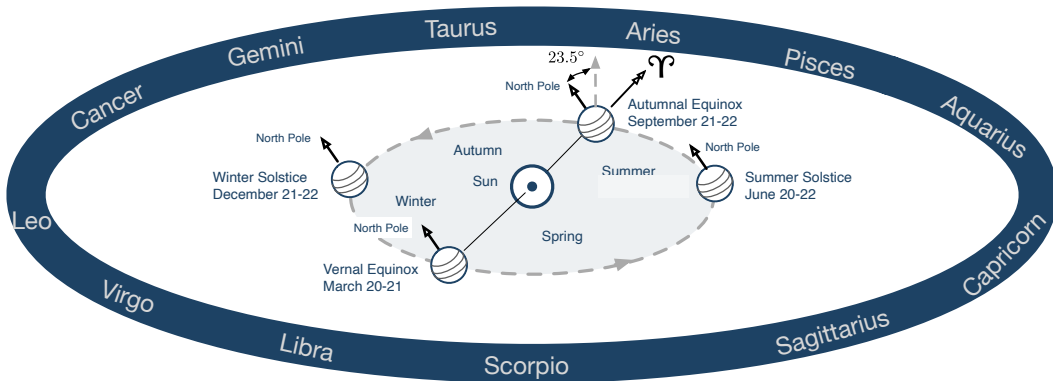 Taurus
Aries
Gemini
Pisces
Cancer
Aquarius
Leo
Capricorn
Virgo
Sagittarius
Libra
Scorpio
23.5°
♈
North Pole
Autumnal Equinox
September 21-22
North Pole
Winter Solstice
December 21-22
North Pole
Summer Solstice
June 20-22
North Pole
Vernal Equinox
March 20-21
Autumn
Sun
Summer
Winter
Spring